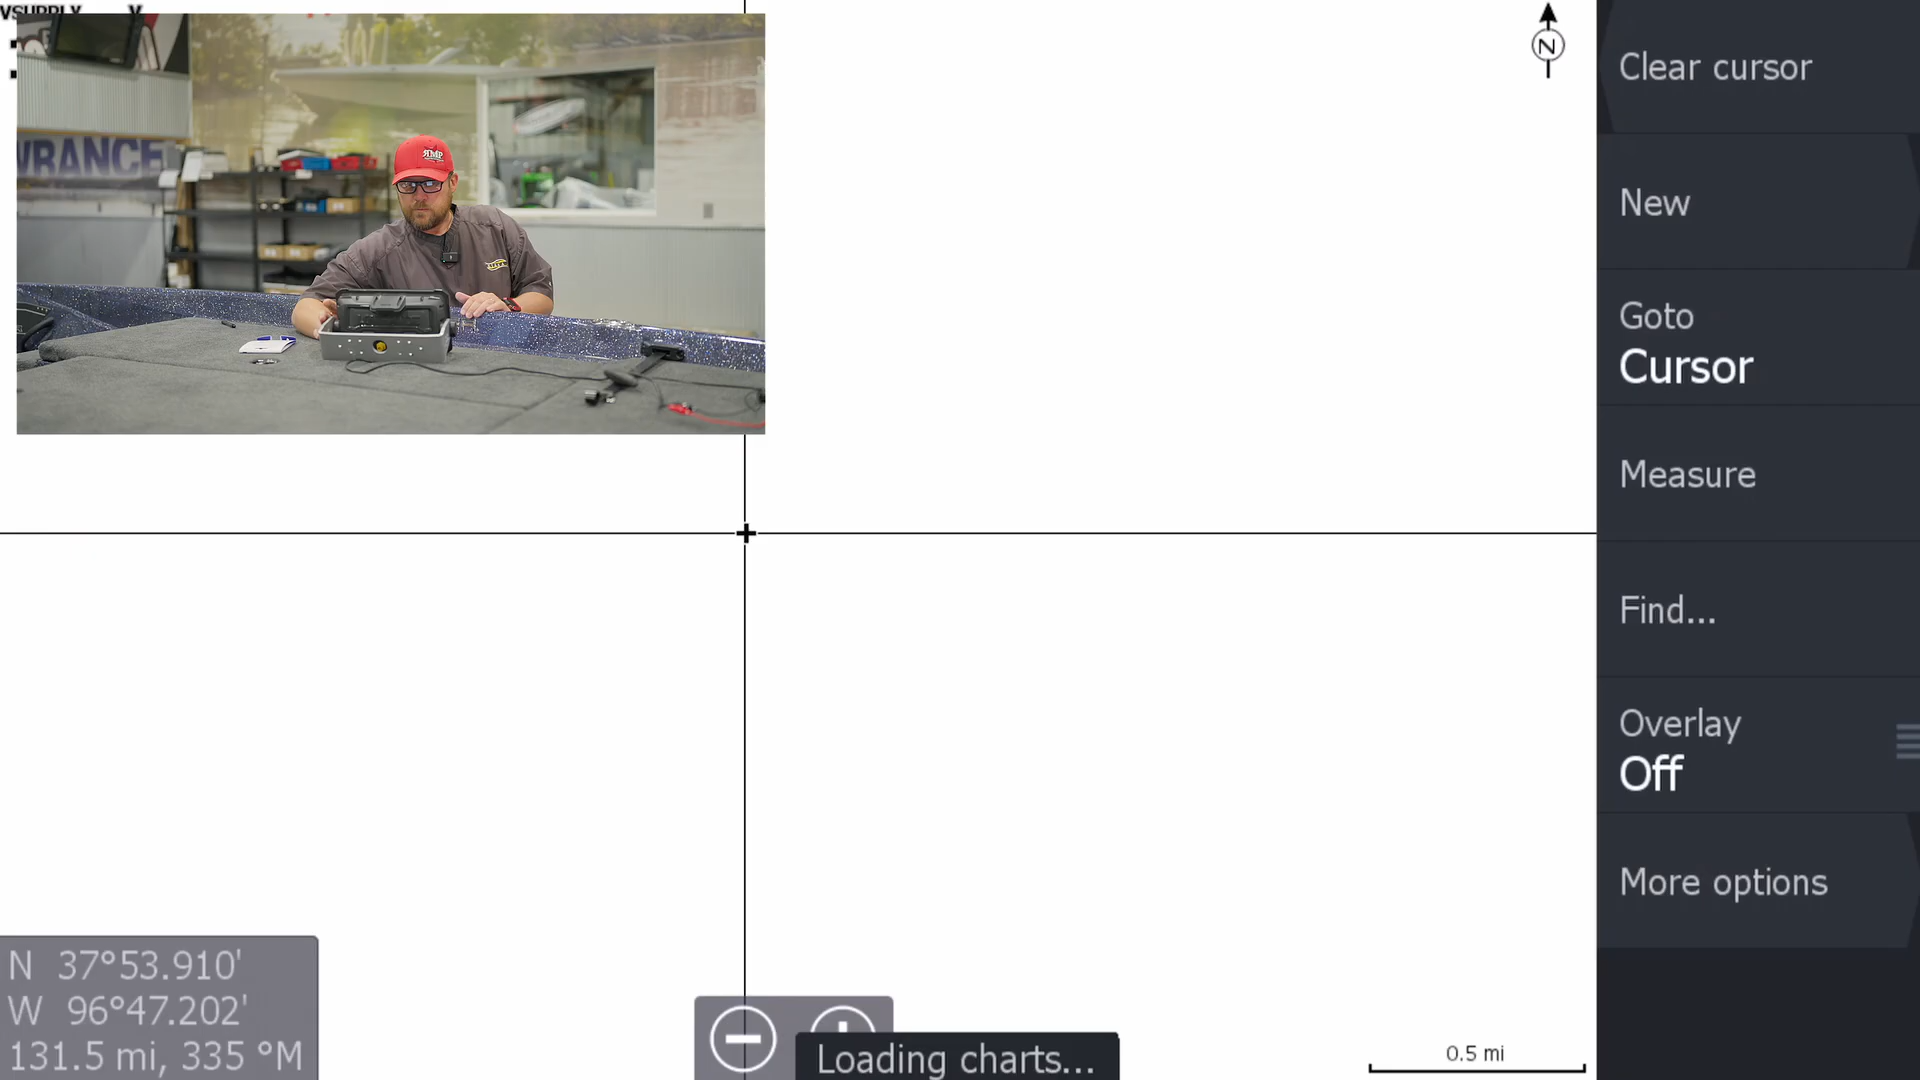 N
Clear cursor
New
Goto
Cursor
Measure
Find...
Overlay
Off
More options
WRANCE
N 37°53.910'
W 96°47.202'
131.5 mi, 335 °M
Loading charts...
0.5 mi